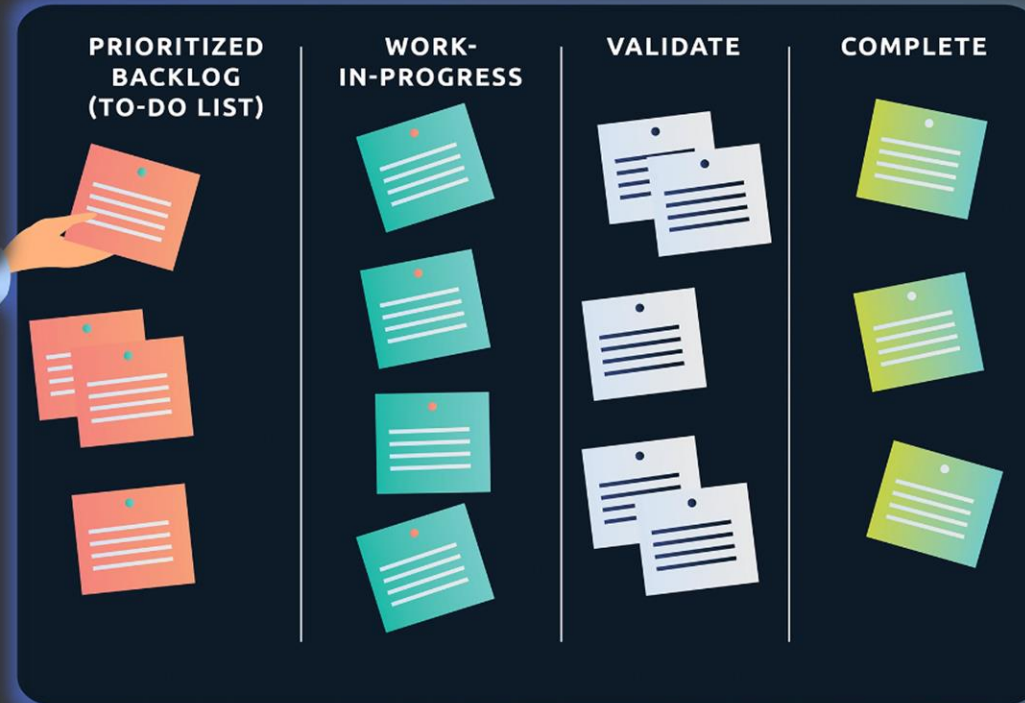 PRIORITIZED
BACKLOG
(TO-DO LIST)
WORK-
IN-PROGRESS
VALIDATE
COMPLETE